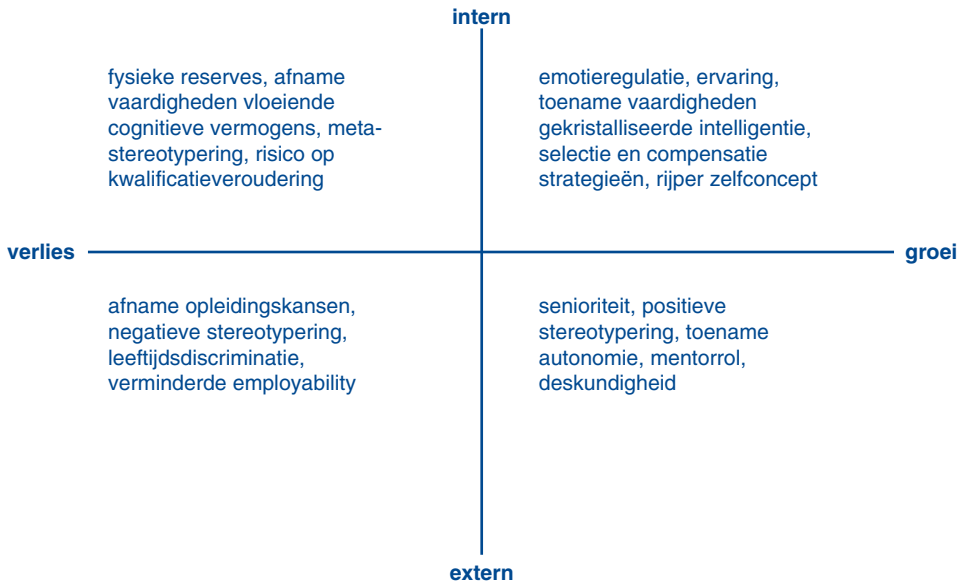 intern
fysieke reserves, afname
vaardigheden vloeiende
cognitieve vermogens, meta-
stereotypering, risico op
kwalificatieveroudering
emotieregulatie, ervaring,
toename vaardigheden
gekristalliseerde intelligentie,
selectie en compensatie
strategieën, rijper zelfconcept
verlies
groei
afname opleidingskansen,
negatieve stereotypering,
leeftijdsdiscriminatie,
verminderde employability
senioriteit, positieve
stereotypering, toename
autonomie, mentorrol,
deskundigheid
extern